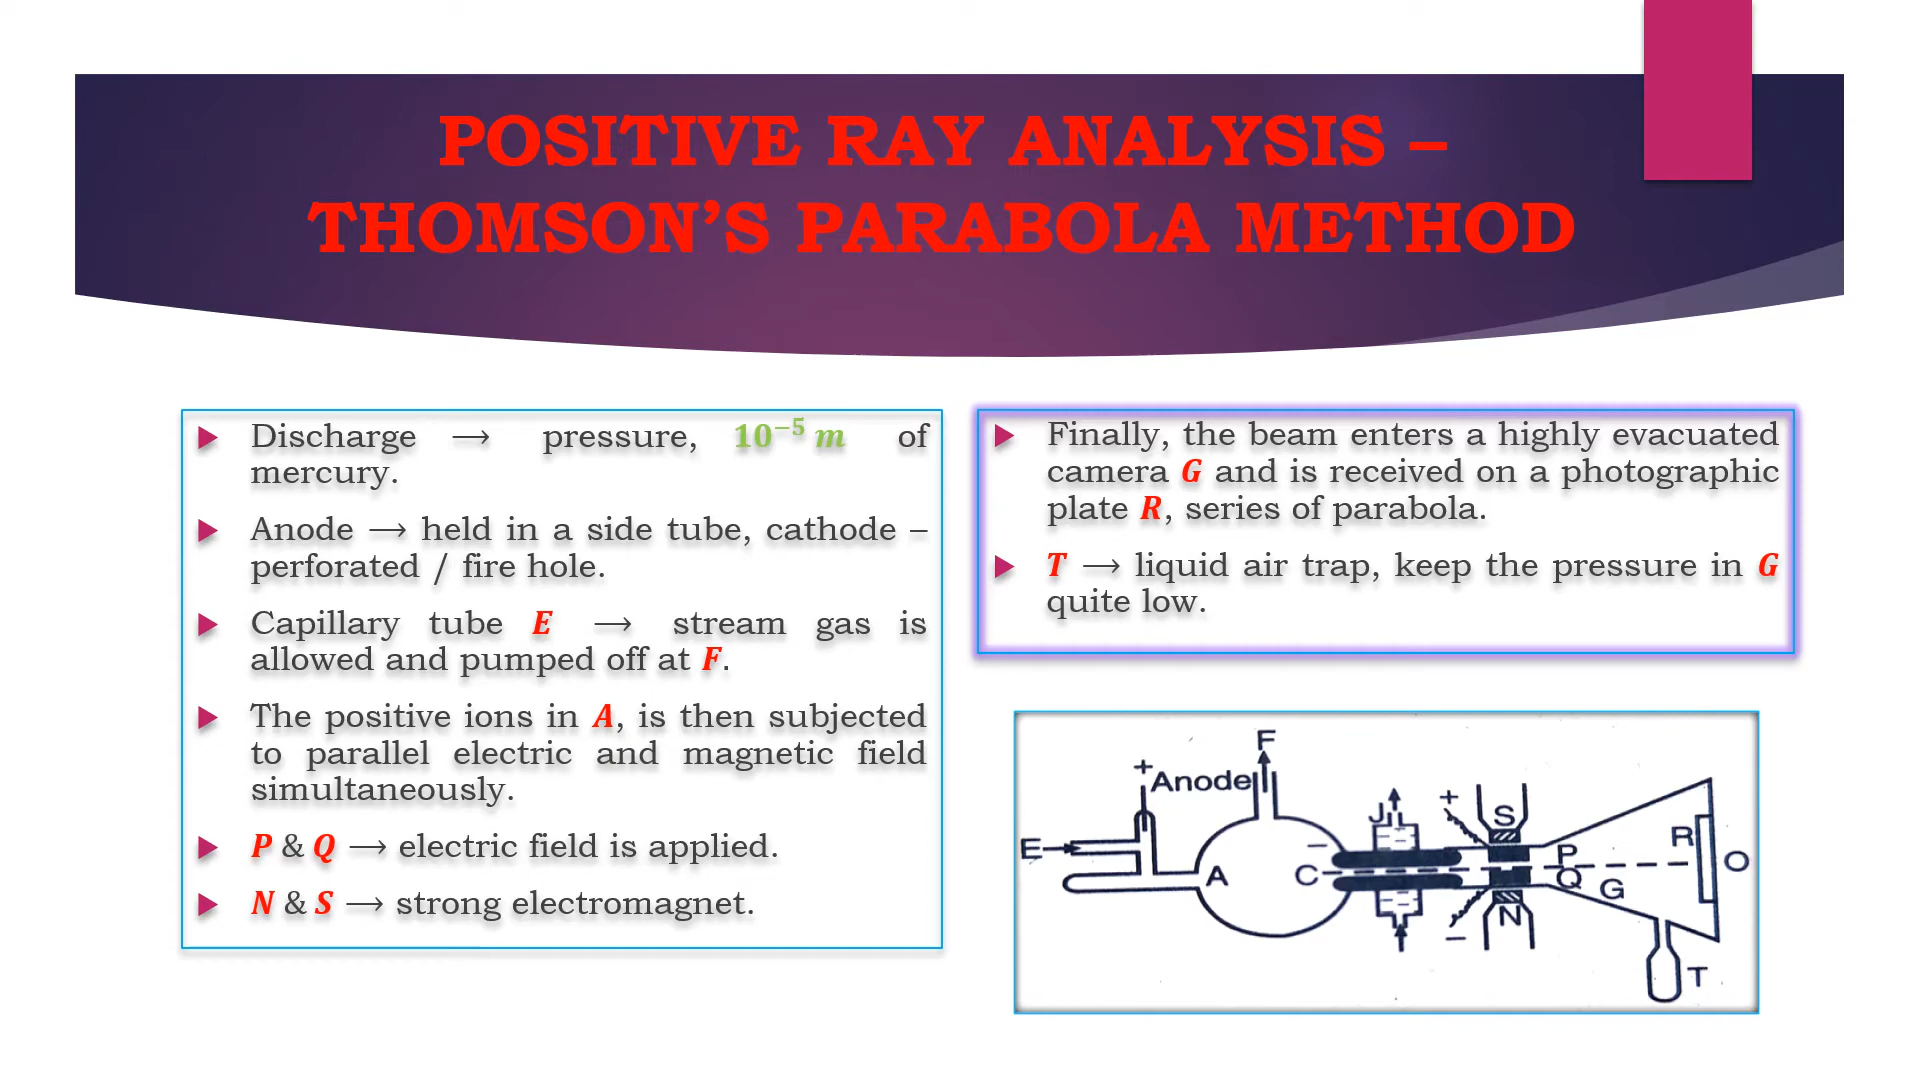 POSITIVE RAY ANALYSIS –
THOMSON’S PARABOLA METHOD
Discharge ⟶ pressure, 10⁻⁵ m of
mercury.
Anode ⟶ held in a side tube, cathode –
perforated / fire hole.
Capillary tube E ⟶ stream gas is
allowed and pumped off at F.
The positive ions in A, is then subjected
to parallel electric and magnetic field
simultaneously.
P & Q ⟶ electric field is applied.
N & S ⟶ strong electromagnet.
Finally, the beam enters a highly evacuated
camera G and is received on a photographic
plate R, series of parabola.
T ⟶ liquid air trap, keep the pressure in G
quite low.
F
+
Anode
E
A
–
C
J
+
S
P
Q
G
R
O
N
–
T